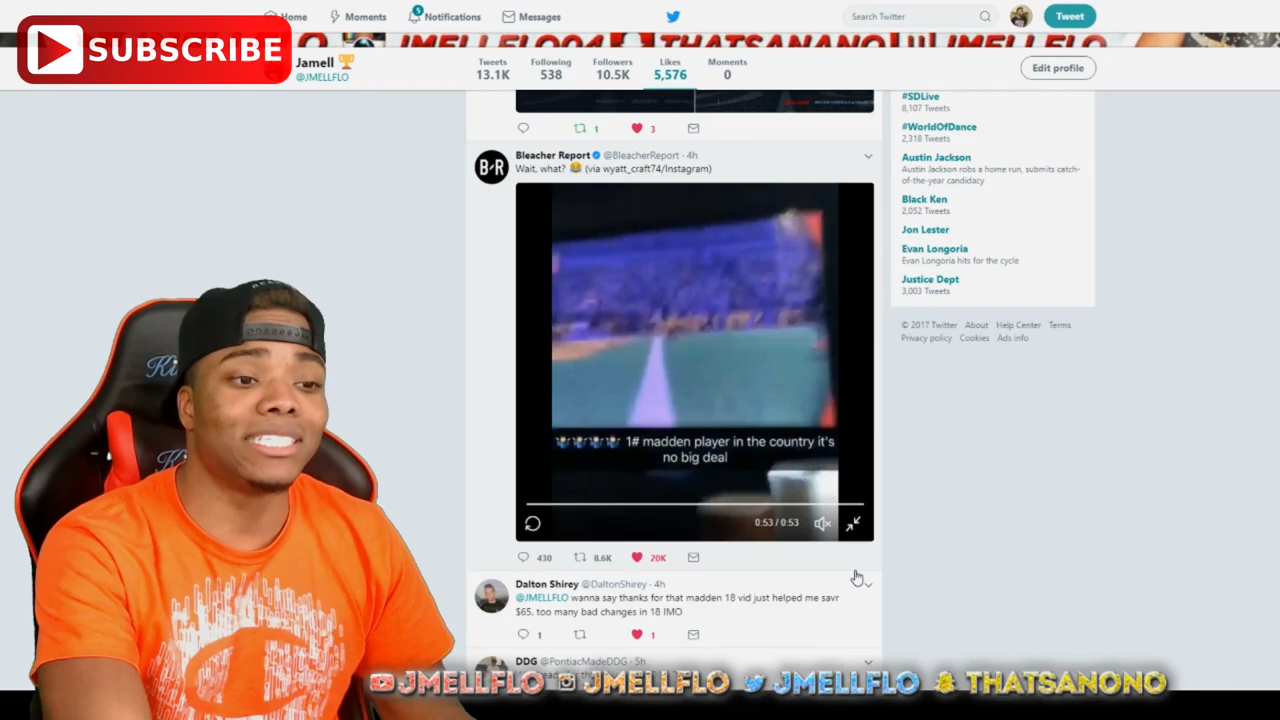 Home Moments 5 Notifications Messages Search Twitter Tweet
SUBSCRIBE
JMELLFLO04 THATSANONO JMELLFLO
Jamell 🏆
@JMELLFLO
Tweets 13.1K Following 538 Followers 10.5K Likes 5,576 Moments 0
Edit profile
1 3
Bleacher Report @BleacherReport · 4h
Wait, what? 😂 (via wyatt_craft74/Instagram)
B/R
1# madden player in the country it's
no big deal
0:53 / 0:53
430 8.6K 20K
Dalton Shirey @DaltonShirey · 4h
@JMELLFLO wanna say thanks for that madden 18 vid just helped me savr
$65. too many bad changes in 18 IMO
1 1
DDG @PontiacMadeDDG · 5h
#SDLive
8,107 Tweets
#WorldOfDance
2,318 Tweets
Austin Jackson
Austin Jackson robs a home run, submits catch-
of-the-year candidacy
Black Ken
2,052 Tweets
Jon Lester
Evan Longoria
Evan Longoria hits for the cycle
Justice Dept
3,003 Tweets
© 2017 Twitter About Help Center Terms
Privacy policy Cookies Ads info
Ki
JMELLFLO JMELLFLO JMELLFLO THATSANONO